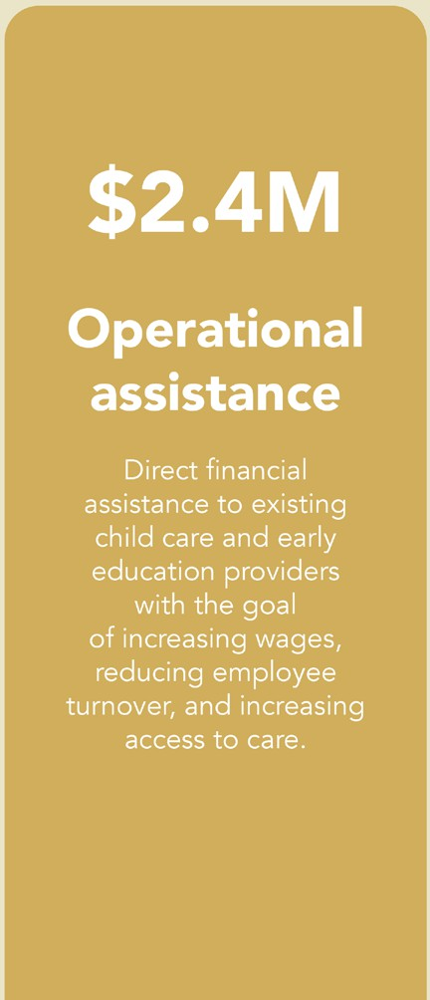 $2.4M
Operational
assistance
Direct financial
assistance to existing
child care and early
education providers
with the goal
of increasing wages,
reducing employee
turnover, and increasing
access to care.